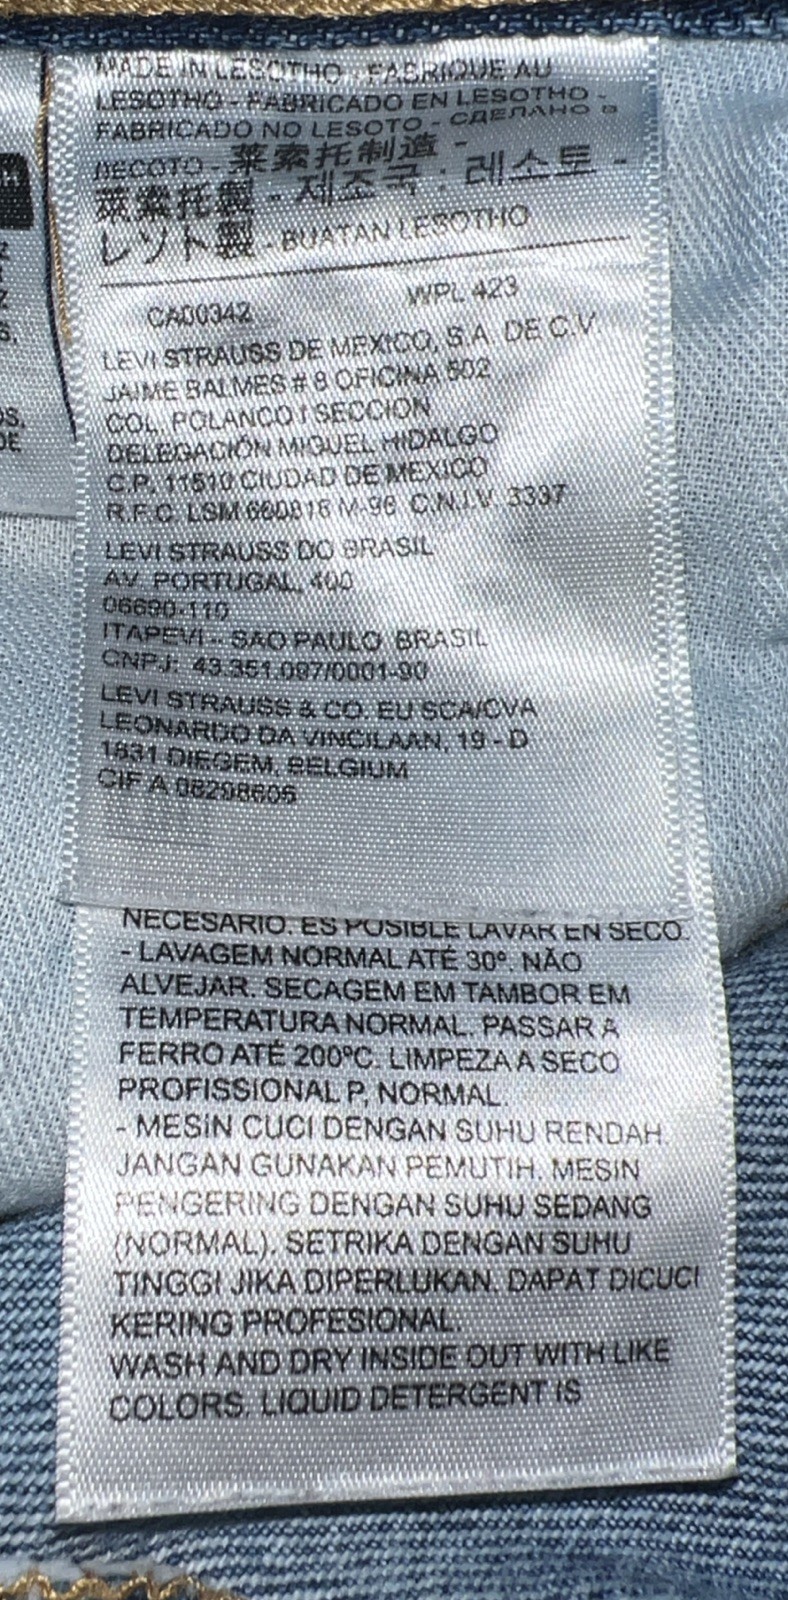 MADE IN LESOTHO - FABRIQUE AU
LESOTHO - FABRICADO EN LESOTHO -
FABRICADO NO LESOTO - СДЕЛАНО В
ЛЕСОТО - 莱索托制造 -
萊索托製 - 제조국 : 레소토 -
レソト製 - BUATAN LESOTHO
CA00342 WPL 423
LEVI STRAUSS DE MEXICO, S.A. DE C.V.
JAIME BALMES # 8 OFICINA 502
COL. POLANCO I SECCION
DELEGACIÓN MIGUEL HIDALGO
C.P. 11510 CIUDAD DE MEXICO
R.F.C. LSM 660818 M-96 C.N.I.V. 3337
LEVI STRAUSS DO BRASIL
AV. PORTUGAL, 400
06690-110
ITAPEVI - SAO PAULO BRASIL
CNPJ: 43.351.097/0001-90
LEVI STRAUSS & CO. EU SCA/CVA
LEONARDO DA VINCILAAN, 19 - D
1831 DIEGEM, BELGIUM
CIF A 08298606
NECESARIO. ES POSIBLE LAVAR EN SECO.
- LAVAGEM NORMAL ATÉ 30º. NÃO
ALVEJAR. SECAGEM EM TAMBOR EM
TEMPERATURA NORMAL. PASSAR A
FERRO ATÉ 200ºC. LIMPEZA A SECO
PROFISSIONAL P, NORMAL.
- MESIN CUCI DENGAN SUHU RENDAH.
JANGAN GUNAKAN PEMUTIH. MESIN
PENGERING DENGAN SUHU SEDANG
(NORMAL). SETRIKA DENGAN SUHU
TINGGI JIKA DIPERLUKAN. DAPAT DICUCI
KERING PROFESIONAL.
WASH AND DRY INSIDE OUT WITH LIKE
COLORS. LIQUID DETERGENT IS